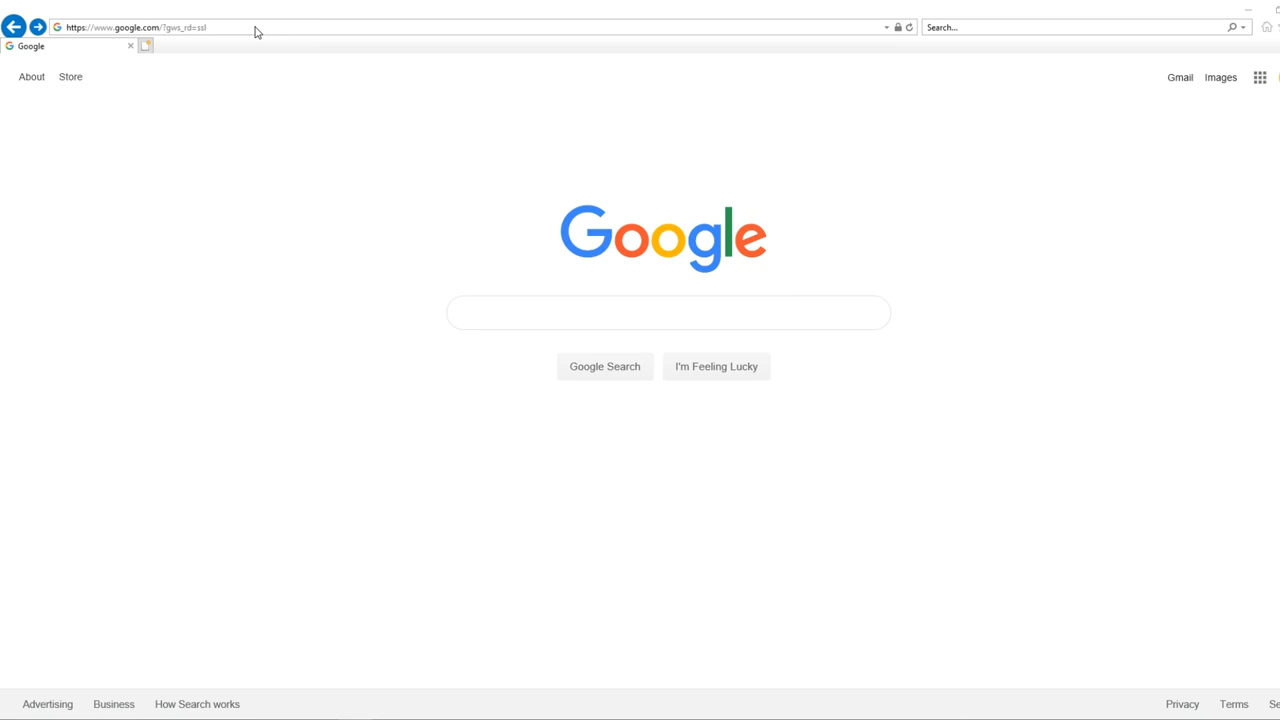 https://www.google.com/?gws_rd=ssl
Search...
Google
About Store
Gmail Images
Google
Google Search I'm Feeling Lucky
Advertising Business How Search works
Privacy Terms